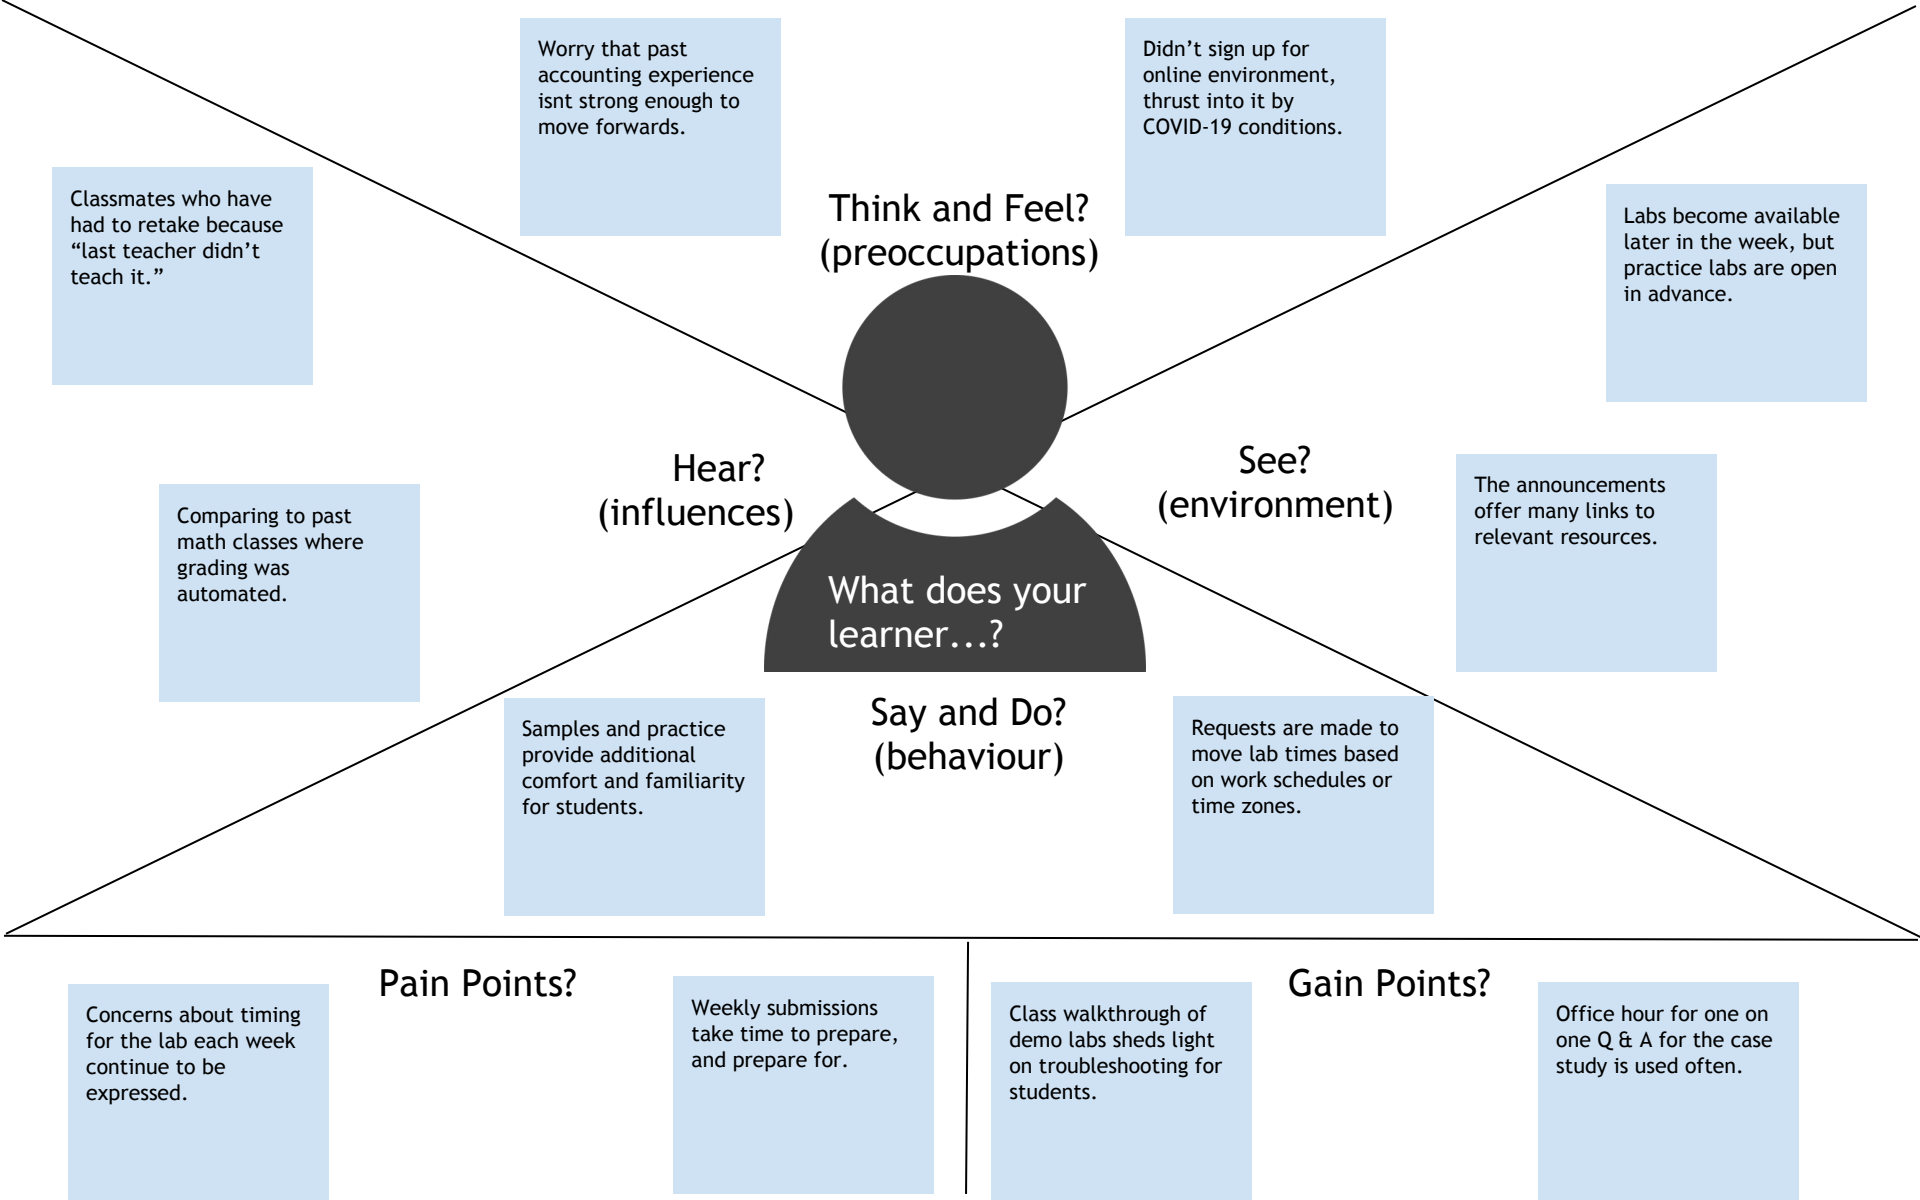 Worry that past
accounting experience
isnt strong enough to
move forwards.
Didn’t sign up for
online environment,
thrust into it by
COVID-19 conditions.
Think and Feel?
(preoccupations)
Classmates who have
had to retake because
“last teacher didn’t
teach it.”
Labs become available
later in the week, but
practice labs are open
in advance.
Hear?
(influences)
See?
(environment)
Comparing to past
math classes where
grading was
automated.
The announcements
offer many links to
relevant resources.
What does your
learner...?
Say and Do?
(behaviour)
Samples and practice
provide additional
comfort and familiarity
for students.
Requests are made to
move lab times based
on work schedules or
time zones.
Pain Points?
Concerns about timing
for the lab each week
continue to be
expressed.
Weekly submissions
take time to prepare,
and prepare for.
Gain Points?
Class walkthrough of
demo labs sheds light
on troubleshooting for
students.
Office hour for one on
one Q & A for the case
study is used often.